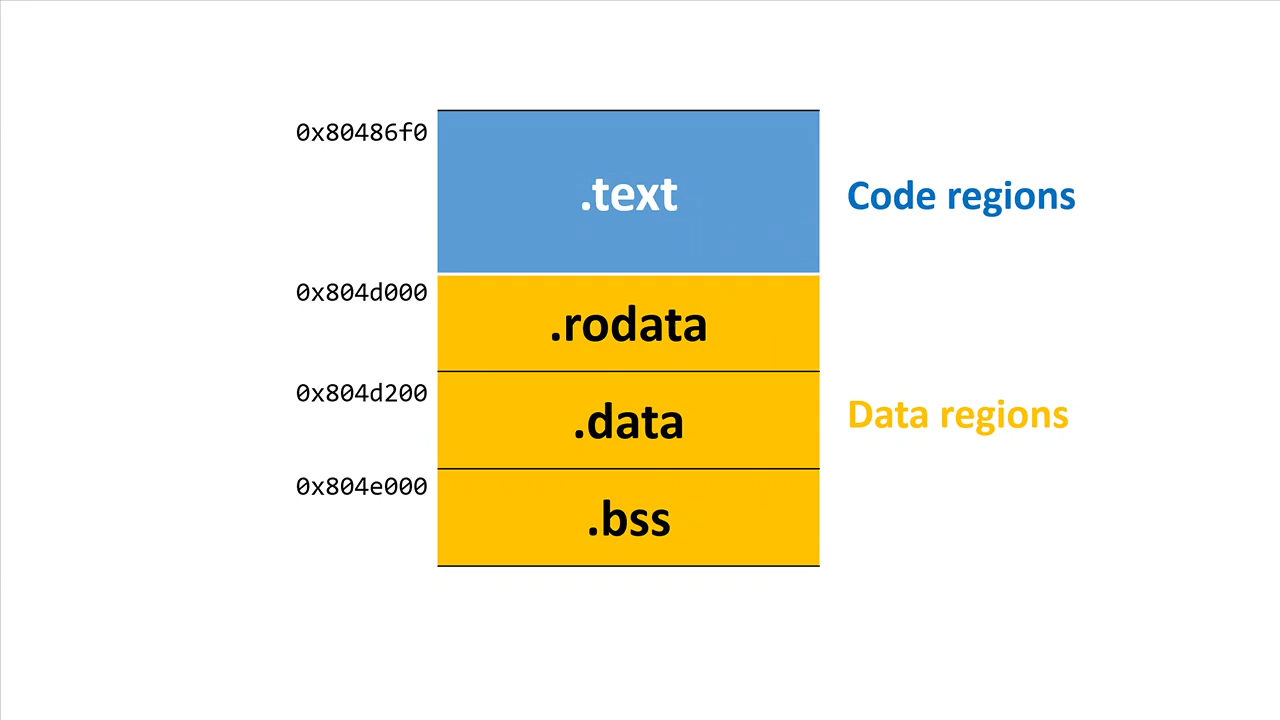 0x80486f0
.text
Code regions
0x804d000
.rodata
0x804d200
.data
Data regions
0x804e000
.bss